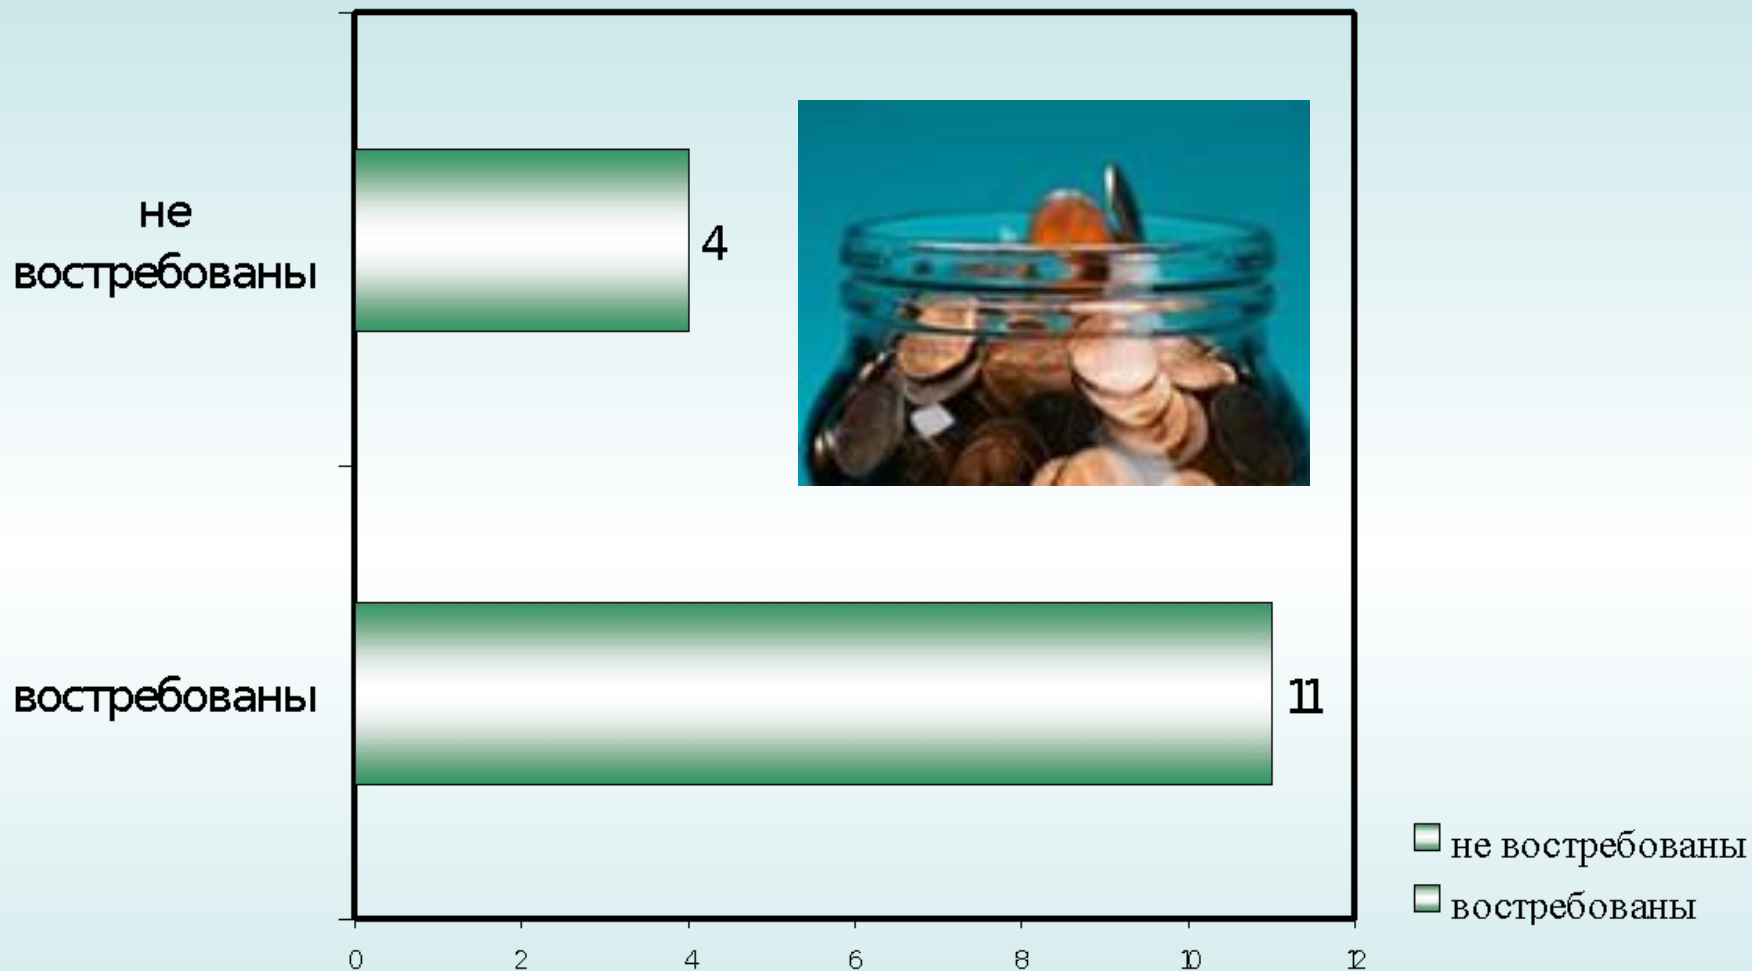 не
востребованы
4
востребованы
11
не востребованы
востребованы
0 2 4 6 8 10 12